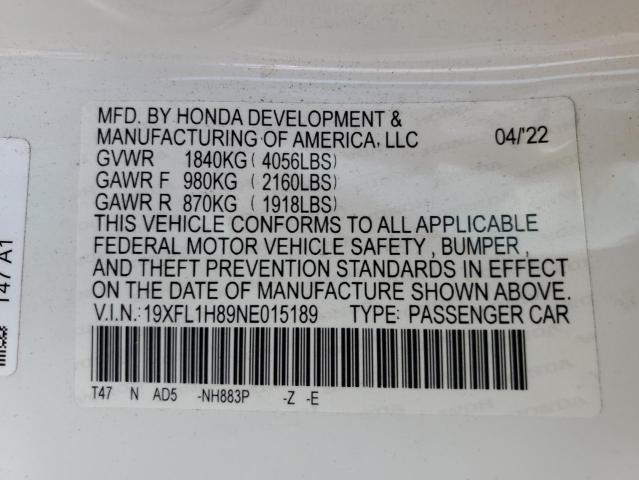 MFD. BY HONDA DEVELOPMENT &
MANUFACTURING OF AMERICA, LLC 04/'22
GVWR 1840KG ( 4056LBS)
GAWR F 980KG ( 2160LBS)
GAWR R 870KG ( 1918LBS)
THIS VEHICLE CONFORMS TO ALL APPLICABLE
FEDERAL MOTOR VEHICLE SAFETY , BUMPER ,
AND THEFT PREVENTION STANDARDS IN EFFECT
ON THE DATE OF MANUFACTURE SHOWN ABOVE.
V.I.N.:19XFL1H89NE015189 TYPE: PASSENGER CAR
T47 N AD5 -NH883P -Z -E
T47 A1